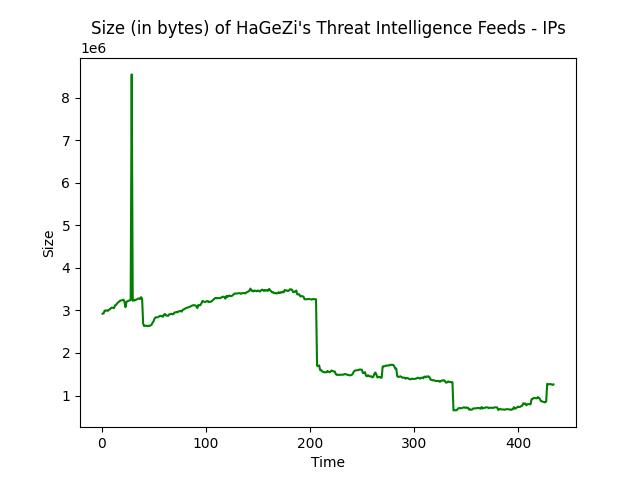 Size (in bytes) of HaGeZi's Threat Intelligence Feeds - IPs
1e6
8
7
6
5
4
3
2
1
Size
0 100 200 300 400
Time